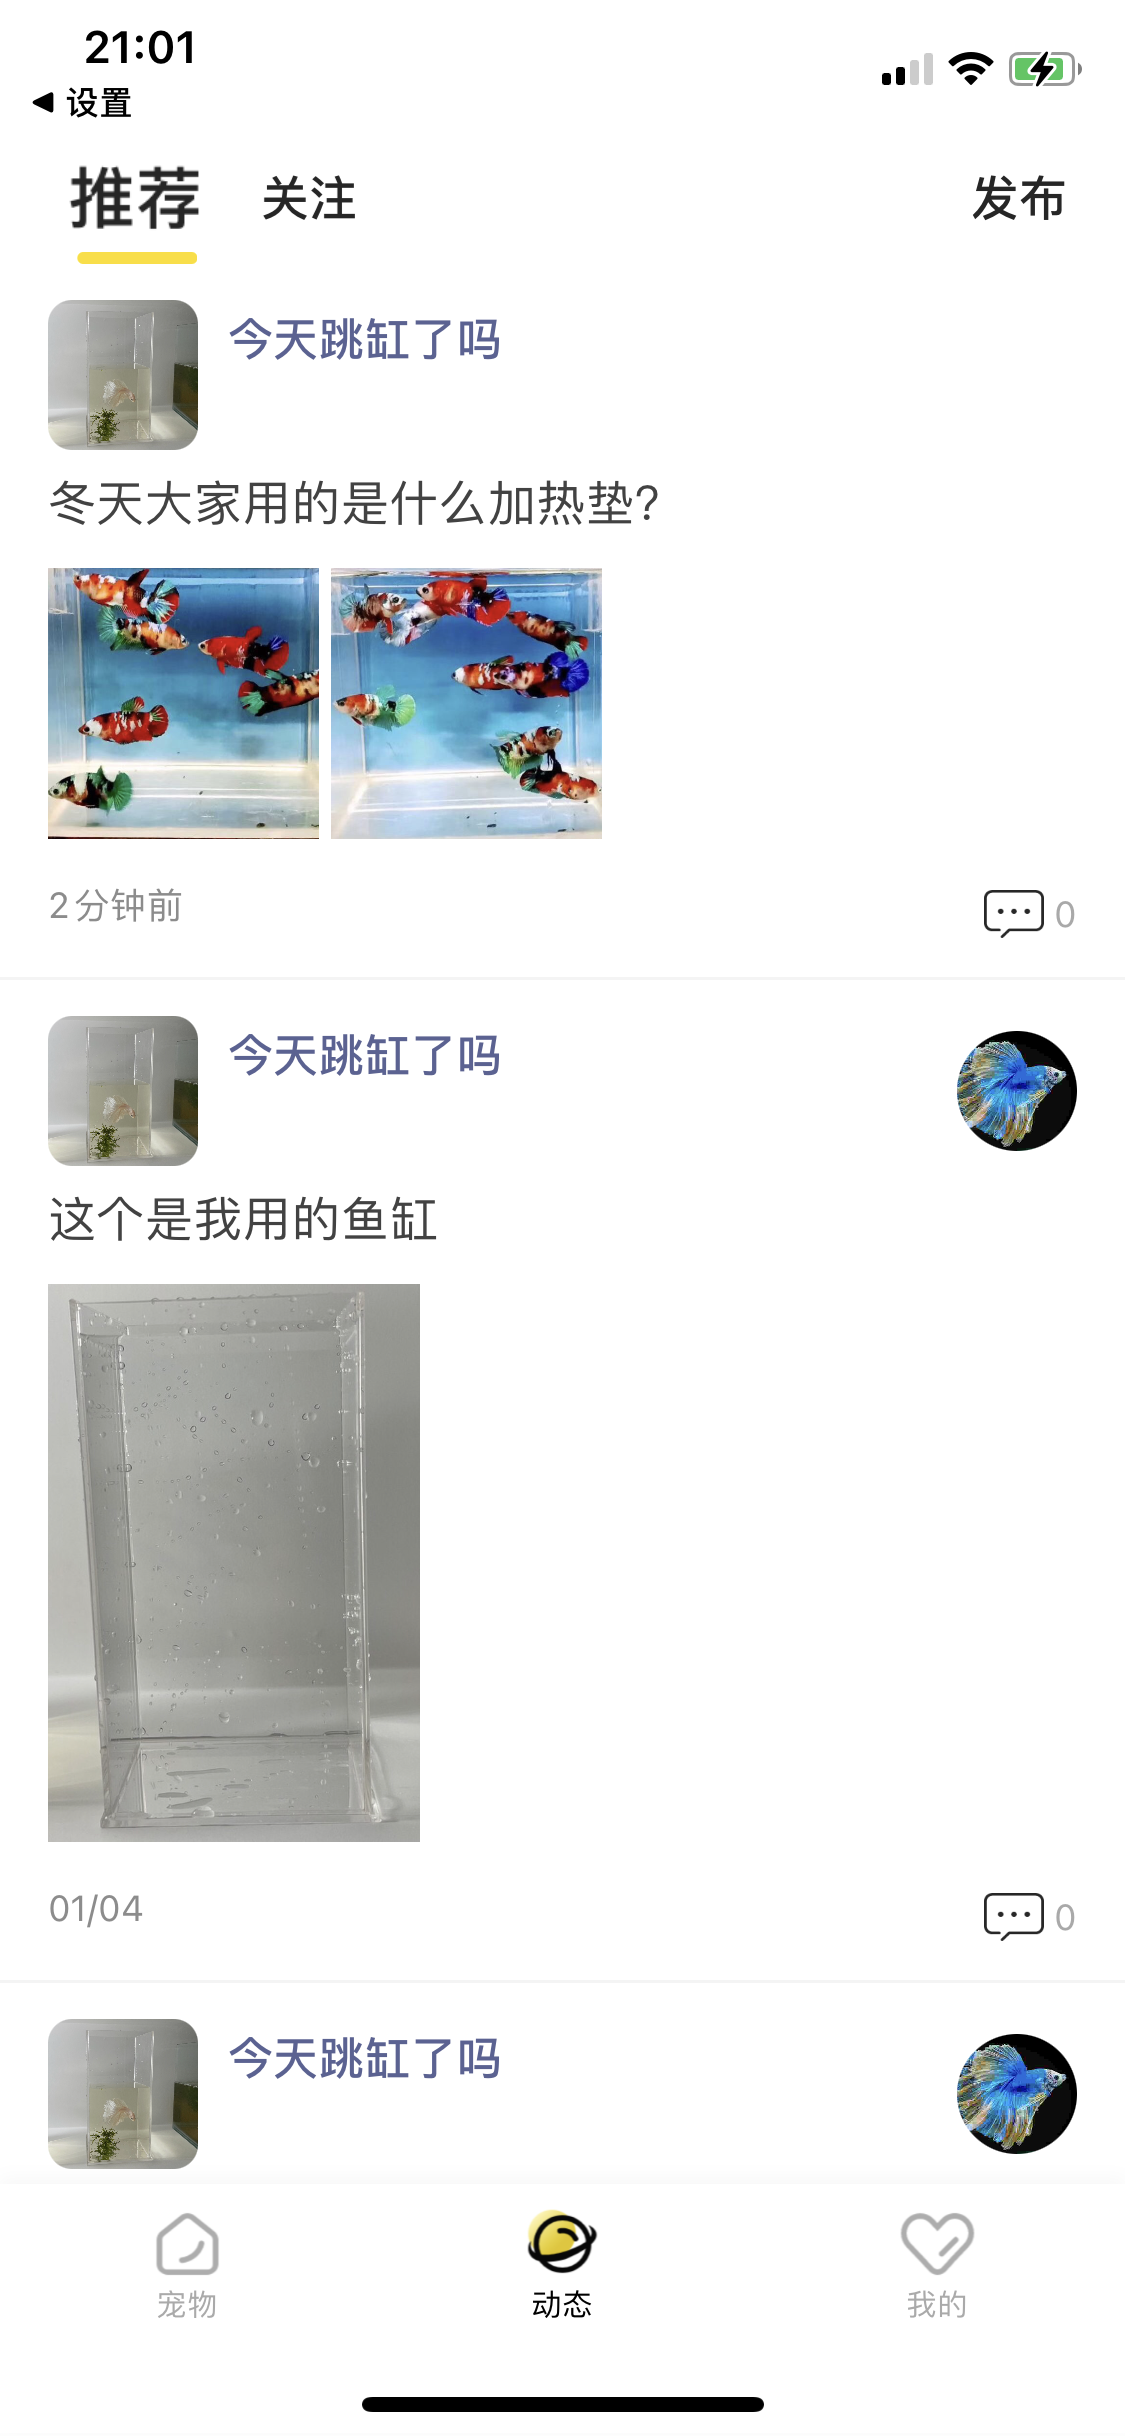 21:01
◀ 设置
推荐 关注 发布
今天跳缸了吗
冬天大家用的是什么加热垫?
2分钟前 0
今天跳缸了吗
这个是我用的鱼缸
01/04 0
今天跳缸了吗
宠物 动态 我的